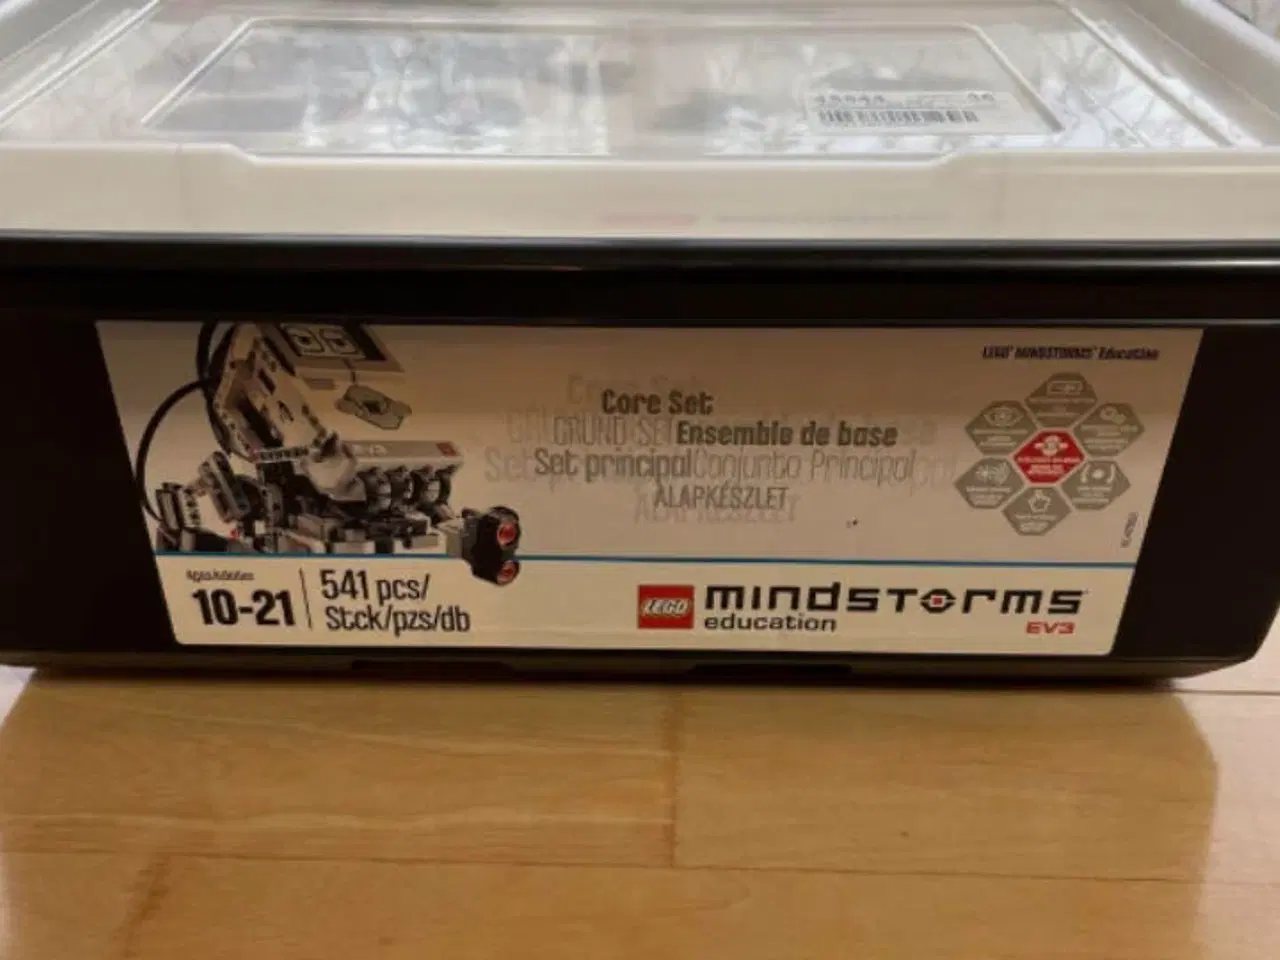 LEGO MINDSTORMS Education
Core Set
GRUNDSET Ensemble de base
Set principal Conjunto Principal
ALAPKÉSZLET
10-21
541 pcs/
Stck/pzs/db
LEGO mindstorms
education
EV3